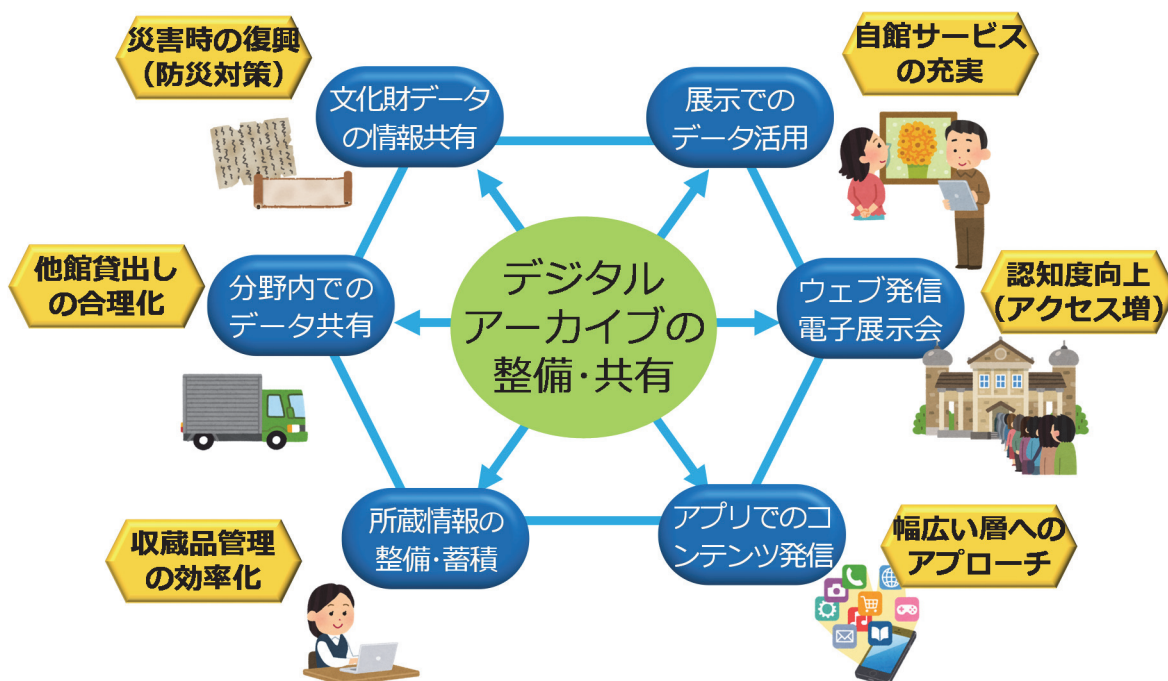 災害時の復興
（防災対策）
文化財データ
の情報共有
展示での
データ活用
自館サービス
の充実
他館貸出し
の合理化
分野内での
データ共有
デジタル
アーカイブの
整備・共有
ウェブ発信
電子展示会
認知度向上
（アクセス増）
収蔵品管理
の効率化
所蔵情報の
整備・蓄積
アプリでのコ
ンテンツ発信
幅広い層への
アプローチ